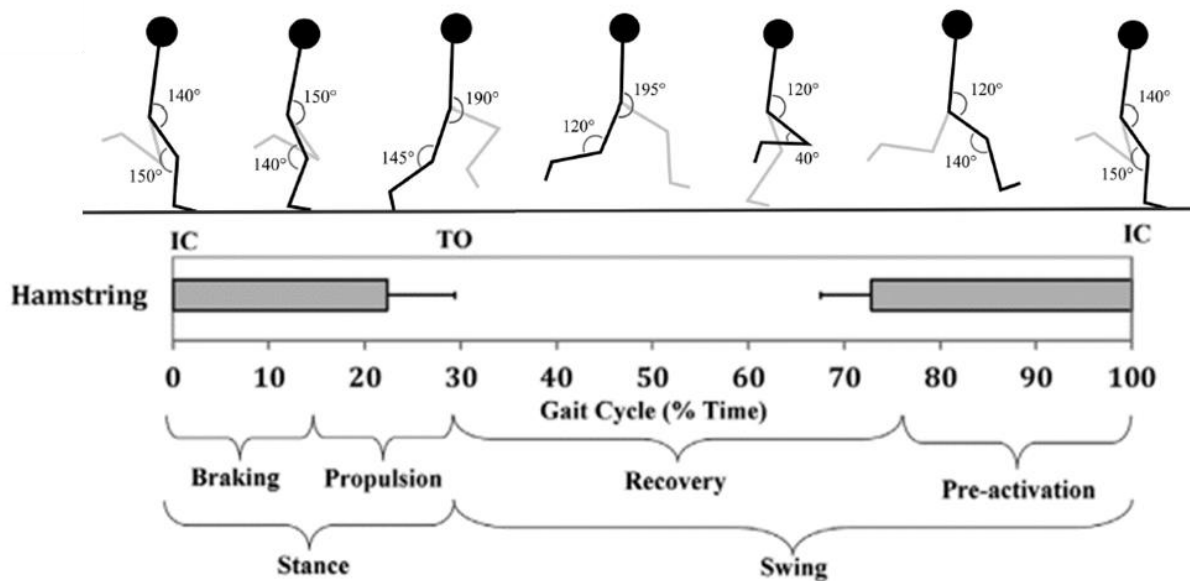 140° 150° 190° 195° 120° 120° 140°
150° 140° 145° 120° 40° 140° 150°
IC TO IC
Hamstring
0 10 20 30 40 50 60 70 80 90 100
Gait Cycle (% Time)
Braking Propulsion Recovery Pre-activation
Stance Swing